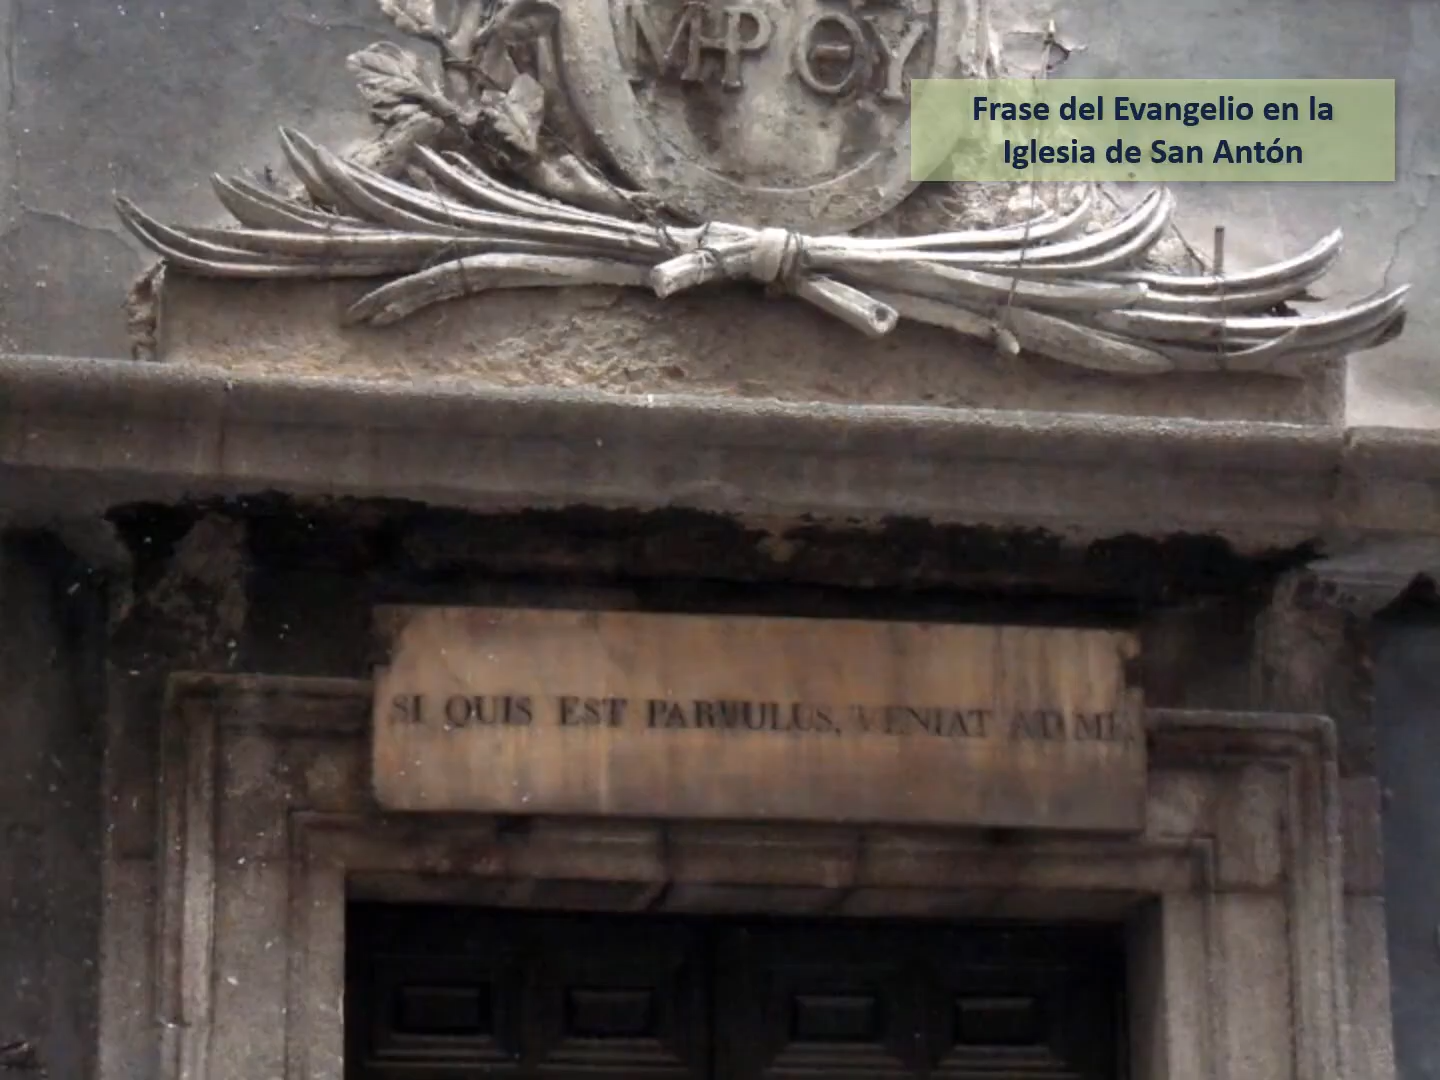 ΜΡ ΘΥ
Frase del Evangelio en la
Iglesia de San Antón
SI QUIS EST PARVULUS, VENIAT AD ME.